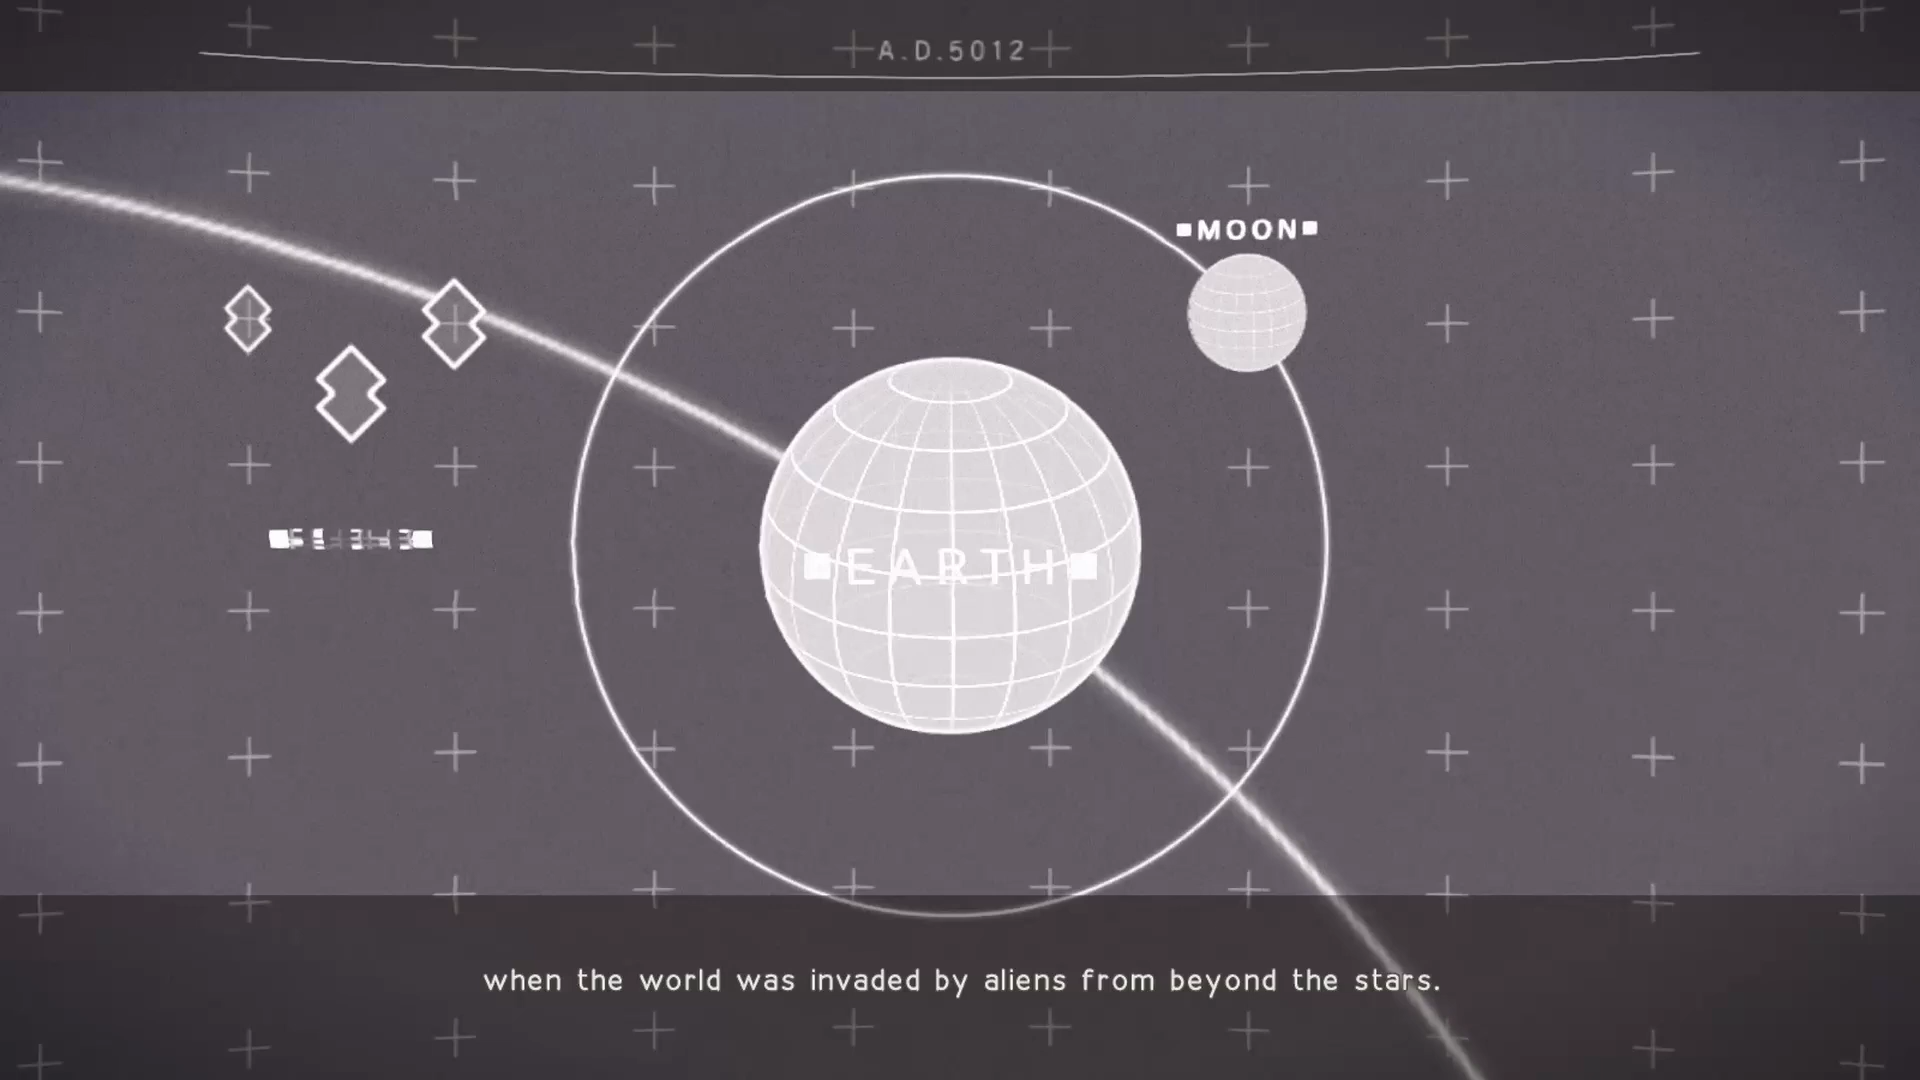 A.D.5012
MOON
EARTH
when the world was invaded by aliens from beyond the stars.